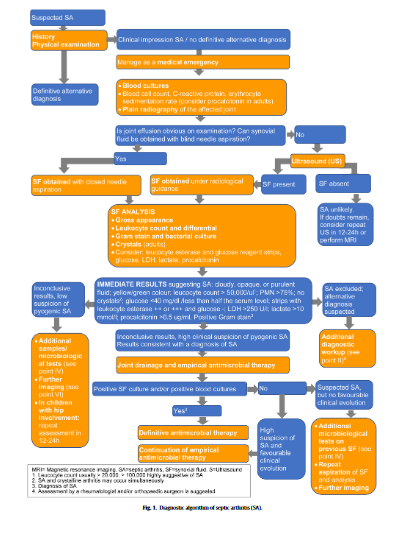 Suspected SA
History
Physical examination
Clinical impression SA / no definitive alternative diagnosis
Manage as a medical emergency
Definitive alternative
diagnosis
• Blood cultures
• Blood cell count, C-reactive protein, erythrocyte
sedimentation rate (consider procalcitonin in adults)
• Plain radiography of the affected joint
Is joint effusion obvious on examination? Can synovial
fluid be obtained with blind needle aspiration?
No
Yes
Ultrasound (US)
SF obtained with closed needle
aspiration
SF obtained under radiological
guidance
SF present
SF absent
SF ANALYSIS
• Gross appearance
• Leukocyte count and differential
• Gram stain and bacterial culture
• Crystals (adults)
• Consider: leukocyte esterase and glucose reagent strips,
glucose, LDH, lactate, procalcitonin
SA unlikely
If doubts remain,
consider repeat
US in 12-24h or
perform MRI
Inconclusive
results, low
suspicion of
pyogenic SA
IMMEDIATE RESULTS suggesting SA: cloudy, opaque, or purulent
fluid; yellow/green colour; leukocyte count > 50.000/ul¹; PMN >75%; no
crystals²; glucose <40 mg/dl /less than half the serum level; strips with
leukocyte esterase ++ or +++ and glucose -; LDH >250 U/l, lactate >10
mmol/l; procalcitonin >0.5 ug/ml. Positive Gram stain³
SA excluded;
alternative
diagnosis
suspected
Inconclusive results, high clinical suspicion of pyogenic SA
Results consistent with a diagnosis of SA
• Additional
samples/
microbiologic
al tests (see
point IV)
• Further
imaging (see
point VI)
• In children
with hip
involvement:
repeat
assessment in
12-24h
Additional
diagnostic
workup (see
point II)⁴
Joint drainage and empirical antimicrobial therapy
Positive SF culture and/or positive blood cultures
No
Suspected SA,
but no favourable
clinical evolution
Yes³
Definitive antimicrobial therapy
High
suspicion of
SA and
favourable
clinical
evolution
• Additional
microbiological
tests on
previous SF (see
point IV)
• Repeat
aspiration of SF
and analysis
• Further imaging
Continuation of empirical
antimicrobial therapy
MRI= Magnetic resonance imaging, SA=septic arthritis, SF=synovial fluid, S=Ultrasound
1. Leucocyte count usually > 20.000; > 100.000 highly suggestive of SA
2. SA and crystalline arthritis may occur simultaneously
3. Diagnosis of SA
4. Assessment by a rheumatologist and/or orthopaedic surgeon is suggested
Fig. 1. Diagnostic algorithm of septic arthritis (SA).